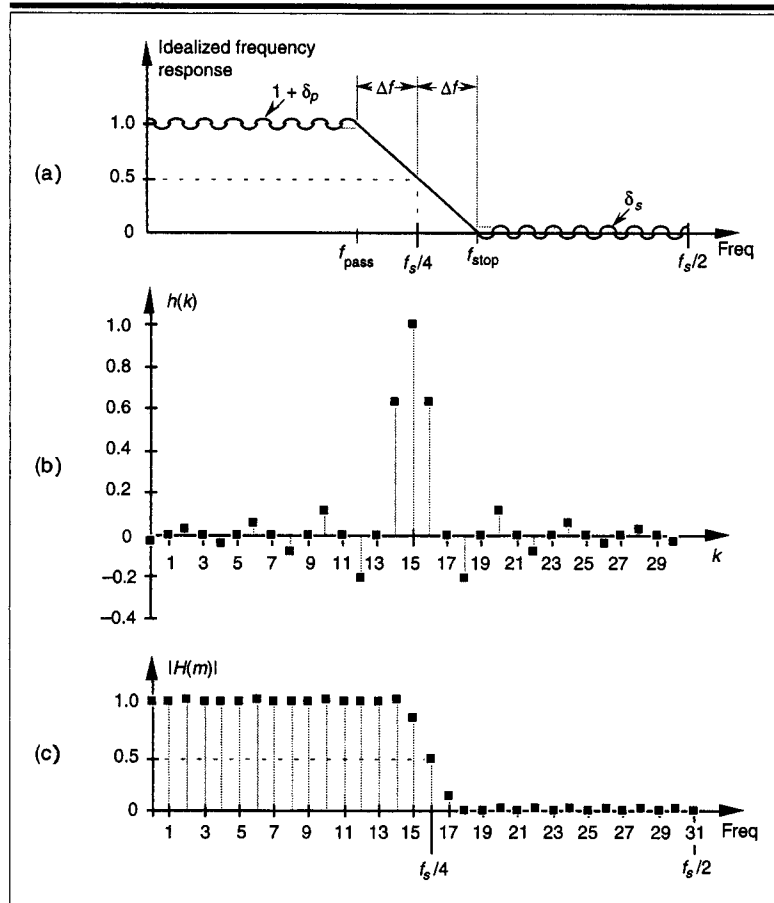 Idealized frequency
response
1 + δp
Δf
Δf
1.0
(a)
0.5
δs
0
Freq
fpass
fs/4
fstop
fs/2
h(k)
1.0
0.8
0.6
0.4
(b)
0.2
0
1 3 5 7 9 11 13 15 17 19 21 23 25 27 29
k
–0.2
–0.4
|H(m)|
1.0
(c)
0.5
0
1 3 5 7 9 11 13 15 17 19 21 23 25 27 29 31
Freq
fs/4
fs/2